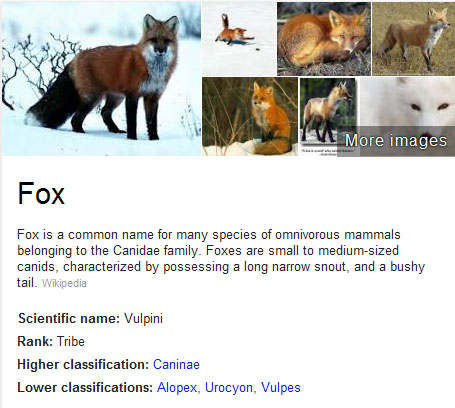 More images
Fox
Fox is a common name for many species of omnivorous mammals
belonging to the Canidae family. Foxes are small to medium-sized
canids, characterized by possessing a long narrow snout, and a bushy
tail. Wikipedia
Scientific name: Vulpini
Rank: Tribe
Higher classification: Caninae
Lower classifications: Alopex, Urocyon, Vulpes